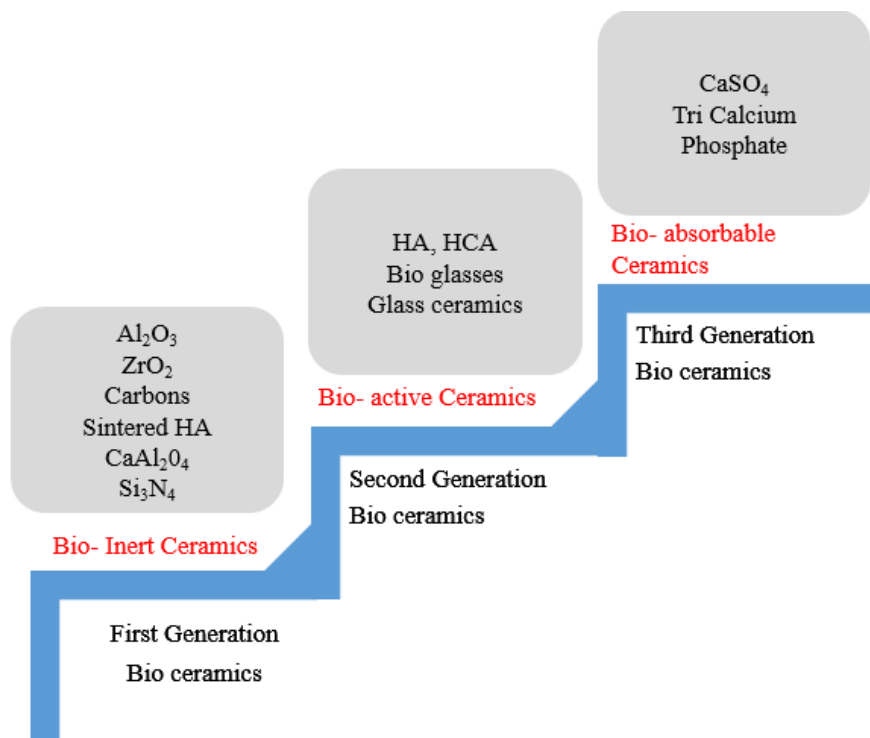 CaSO₄
Tri Calcium
Phosphate
Bio- absorbable
Ceramics
Third Generation
Bio ceramics
HA, HCA
Bio glasses
Glass ceramics
Bio- active Ceramics
Second Generation
Bio ceramics
Al₂O₃
ZrO₂
Carbons
Sintered HA
CaAl₂0₄
Si₃N₄
Bio- Inert Ceramics
First Generation
Bio ceramics